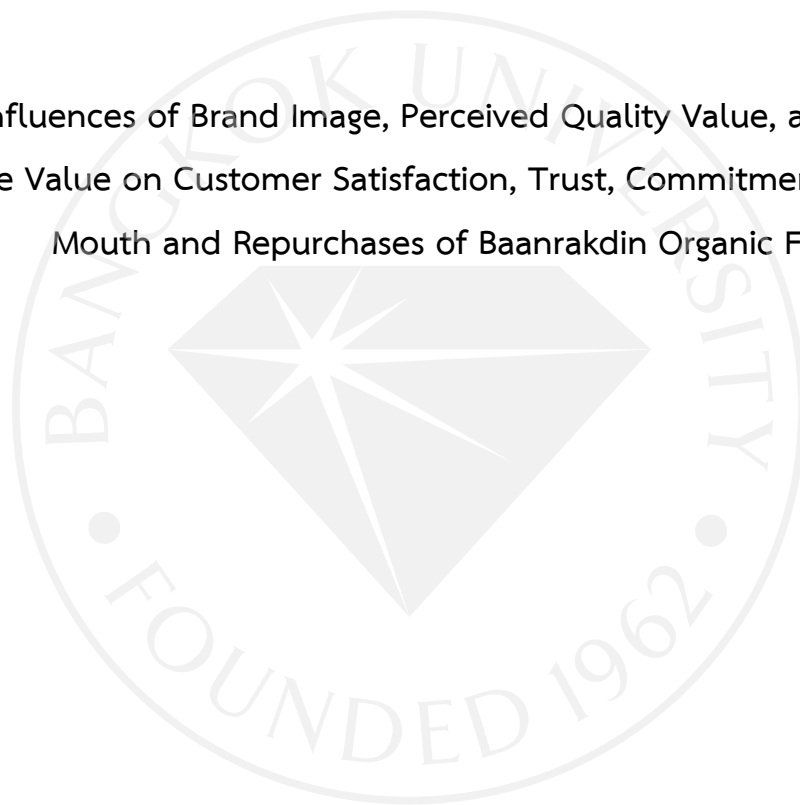 nfluences of Brand Image, Perceived Quality Value, a
e Value on Customer Satisfaction, Trust, Commitme
Mouth and Repurchases of Baanrakdin Organic F
BANGKOK UNIVERSITY
FOUNDED 1962